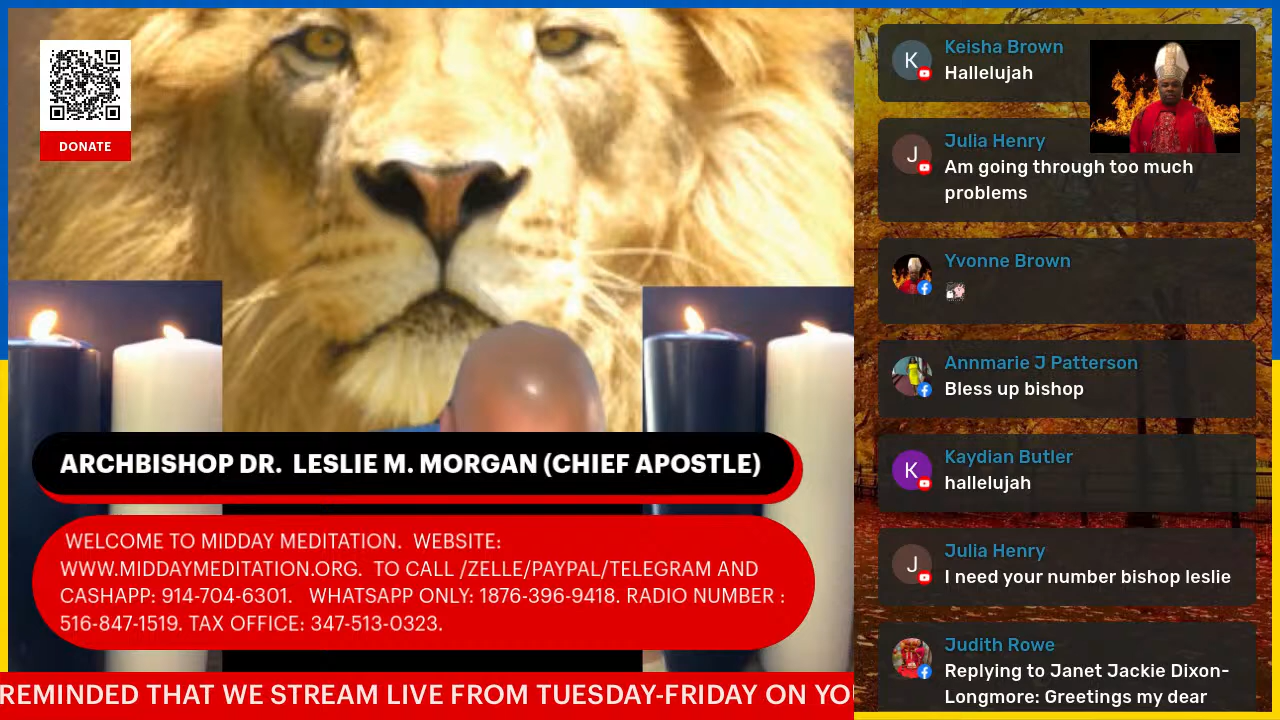 DONATE
ARCHBISHOP DR. LESLIE M. MORGAN (CHIEF APOSTLE)
WELCOME TO MIDDAY MEDITATION. WEBSITE:
WWW.MIDDAYMEDITATION.ORG. TO CALL /ZELLE/PAYPAL/TELEGRAM AND
CASHAPP: 914-704-6301. WHATSAPP ONLY: 1876-396-9418. RADIO NUMBER :
516-847-1519. TAX OFFICE: 347-513-0323.
REMINDED THAT WE STREAM LIVE FROM TUESDAY-FRIDAY ON YO
K
Keisha Brown
Hallelujah
J
Julia Henry
Am going through too much
problems
Yvonne Brown
Annmarie J Patterson
Bless up bishop
K
Kaydian Butler
hallelujah
J
Julia Henry
I need your number bishop leslie
Judith Rowe
Replying to Janet Jackie Dixon-
Longmore: Greetings my dear